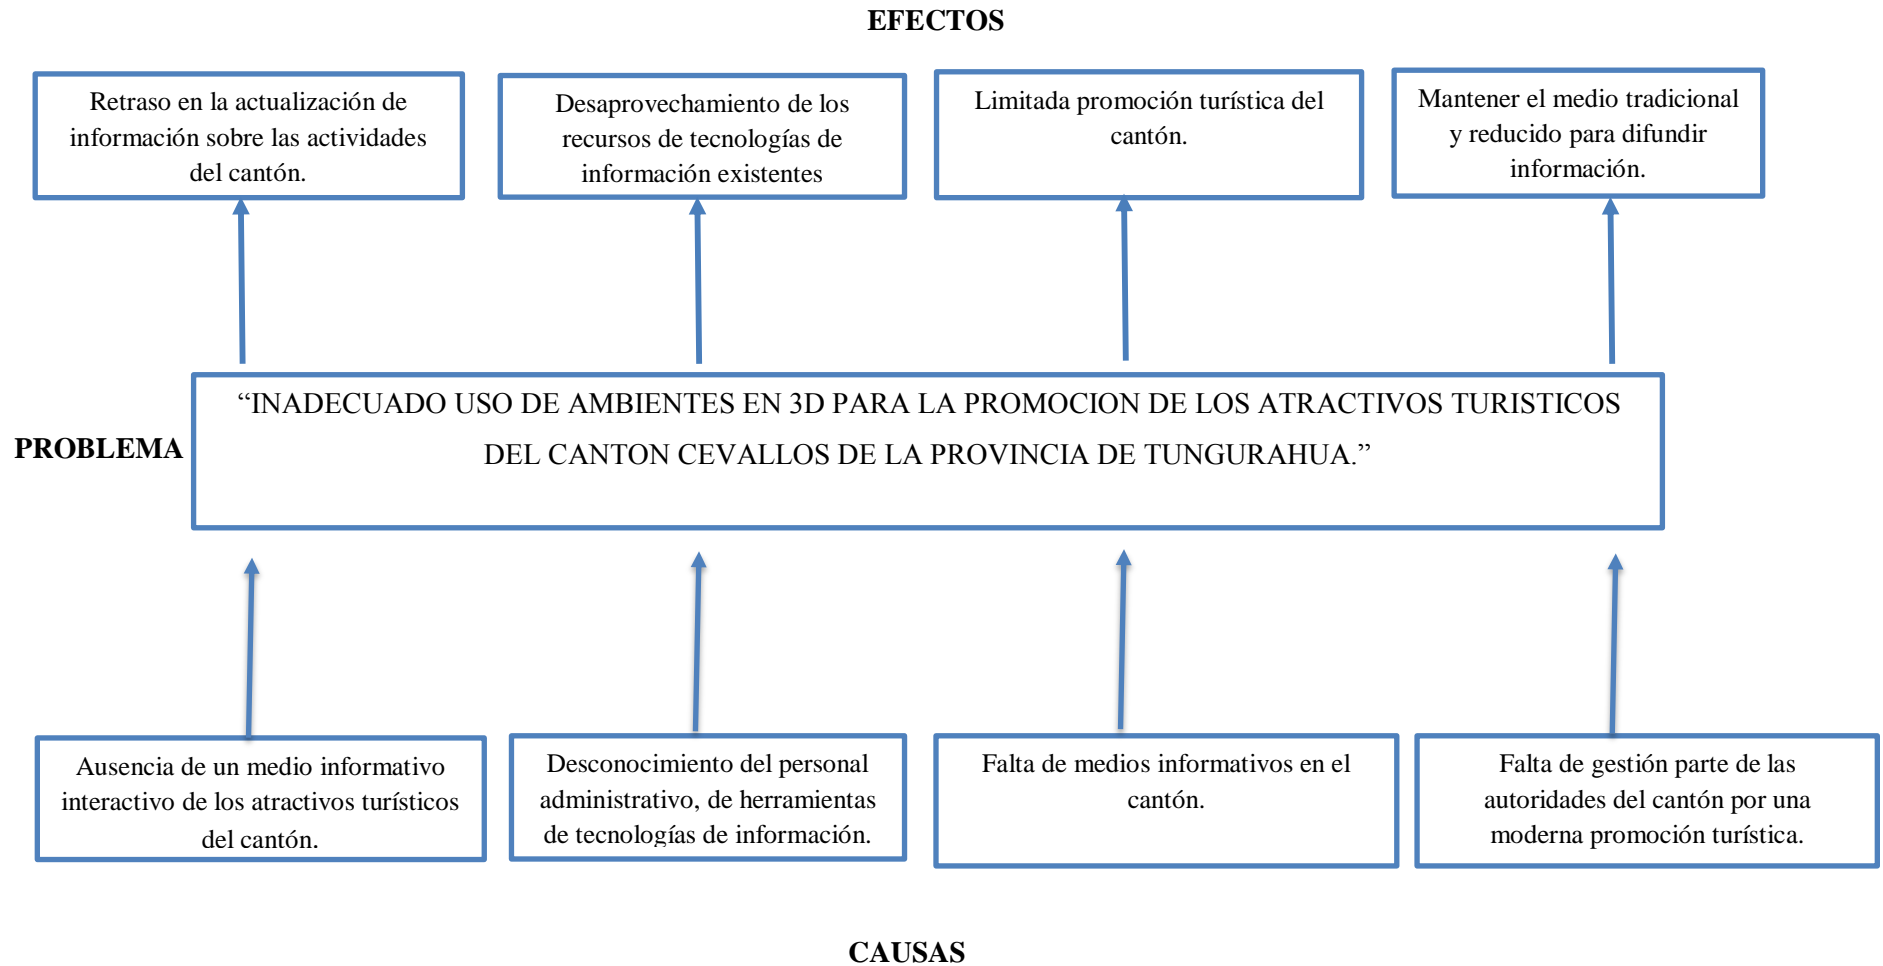 EFECTOS
Retraso en la actualización de
información sobre las actividades
del cantón.
Desaprovechamiento de los
recursos de tecnologías de
información existentes
Limitada promoción turística del
cantón.
Mantener el medio tradicional
y reducido para difundir
información.
PROBLEMA
“INADECUADO USO DE AMBIENTES EN 3D PARA LA PROMOCION DE LOS ATRACTIVOS TURISTICOS
DEL CANTON CEVALLOS DE LA PROVINCIA DE TUNGURAHUA.”
Ausencia de un medio informativo
interactivo de los atractivos turísticos
del cantón.
Desconocimiento del personal
administrativo, de herramientas
de tecnologías de información.
Falta de medios informativos en el
cantón.
Falta de gestión parte de las
autoridades del cantón por una
moderna promoción turística.
CAUSAS